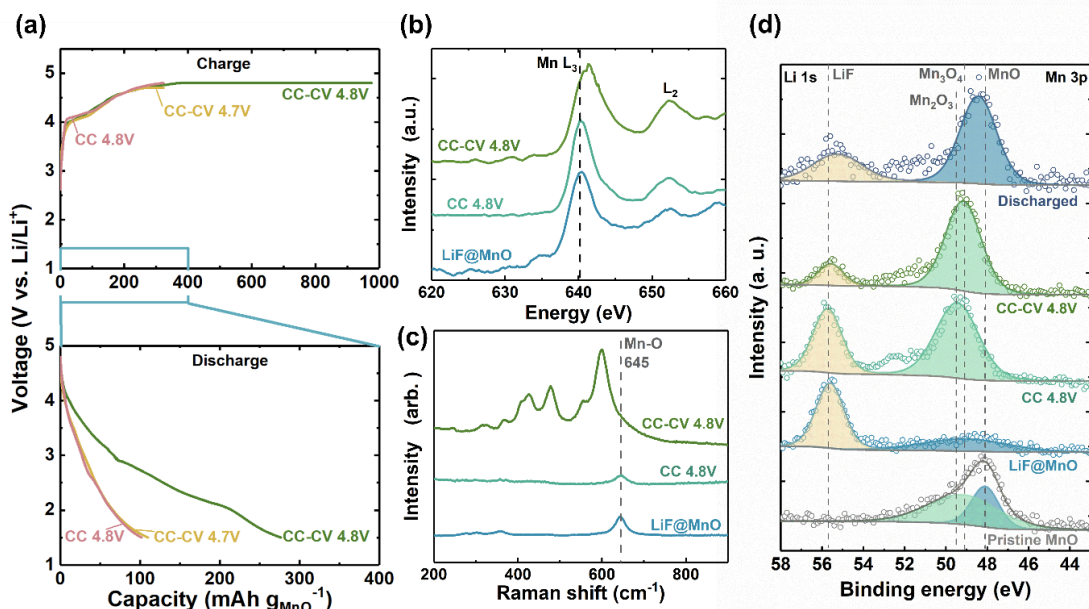 (a)
Charge
5
4
3
2
1
CC-CV 4.8V
CC-CV 4.7V
CC 4.8V
0 200 400 600 800 1000
Voltage (V vs. Li/Li⁺)
Discharge
5
4
3
2
1
CC 4.8V
CC-CV 4.7V
CC-CV 4.8V
0 100 200 300 400
Capacity (mAh gMnO⁻¹)
(b)
Mn L₃
L₂
CC-CV 4.8V
CC 4.8V
LiF@MnO
Intensity (a.u.)
620 630 640 650 660
Energy (eV)
(c)
Mn-O
645
CC-CV 4.8V
CC 4.8V
LiF@MnO
Intensity (arb.)
200 400 600 800
Raman shift (cm⁻¹)
(d)
Li 1s
LiF
Mn₃O₄
MnO
Mn 3p
Mn₂O₃
Discharged
CC-CV 4.8V
CC 4.8V
LiF@MnO
Pristine MnO
Intensity (a. u.)
58 56 54 52 50 48 46 44
Binding energy (eV)